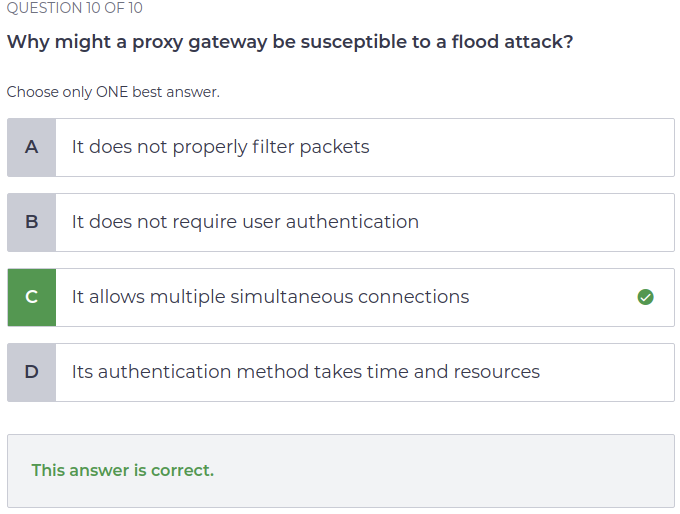 QUESTION 10 OF 10
Why might a proxy gateway be susceptible to a flood attack?
Choose only ONE best answer.
A It does not properly filter packets
B It does not require user authentication
C It allows multiple simultaneous connections
D Its authentication method takes time and resources
This answer is correct.